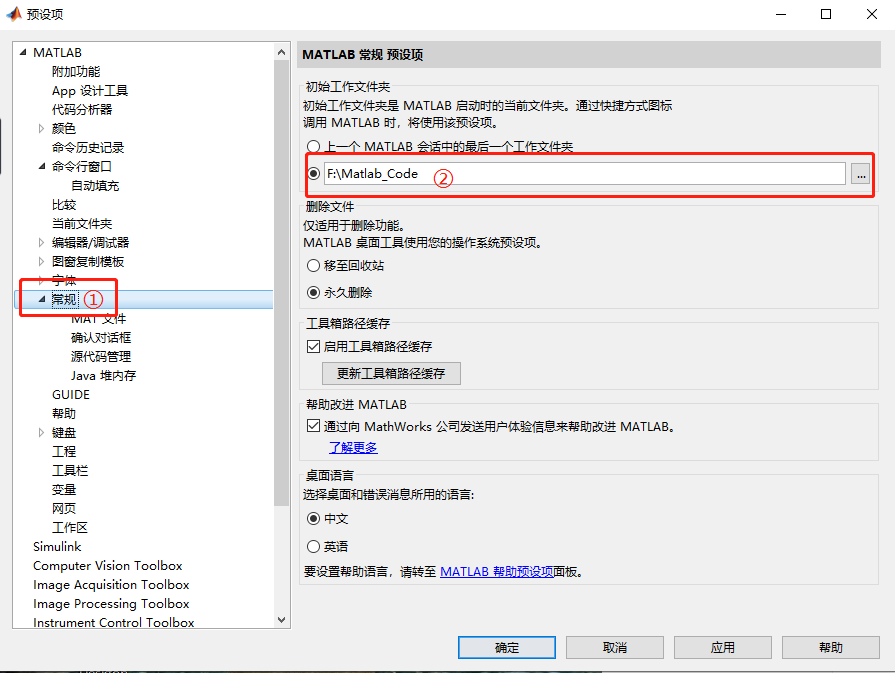 预设项
MATLAB
附加功能
App 设计工具
代码分析器
颜色
命令历史记录
命令行窗口
自动填充
比较
当前文件夹
编辑器/调试器
图窗复制模板
字体
常规 ①
MAT 文件
确认对话框
源代码管理
Java 堆内存
GUIDE
帮助
键盘
工程
工具栏
变量
网页
工作区
Simulink
Computer Vision Toolbox
Image Acquisition Toolbox
Image Processing Toolbox
Instrument Control Toolbox
MATLAB 常规 预设项
初始工作文件夹
初始工作文件夹是 MATLAB 启动时的当前文件夹。通过快捷方式图标
调用 MATLAB 时，将使用该预设项。
上一个 MATLAB 会话中的最后一个工作文件夹
F:\Matlab_Code ② ...
删除文件
仅适用于删除功能。
MATLAB 桌面工具使用您的操作系统预设项。
移至回收站
永久删除
工具箱路径缓存
启用工具箱路径缓存
更新工具箱路径缓存
帮助改进 MATLAB
通过向 MathWorks 公司发送用户体验信息来帮助改进 MATLAB。
了解更多
桌面语言
选择桌面和错误消息所用的语言:
中文
英语
要设置帮助语言，请转至 MATLAB 帮助预设项面板。
确定 取消 应用 帮助